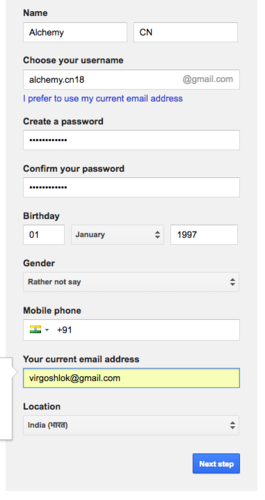 Name
Alchemy CN
Choose your username
alchemy.cn18 @gmail.com
I prefer to use my current email address
Create a password
••••••••••••
Confirm your password
••••••••••••
Birthday
01 January 1997
Gender
Rather not say
Mobile phone
+91
Your current email address
virgoshlok@gmail.com
Location
India (भारत)
Next step